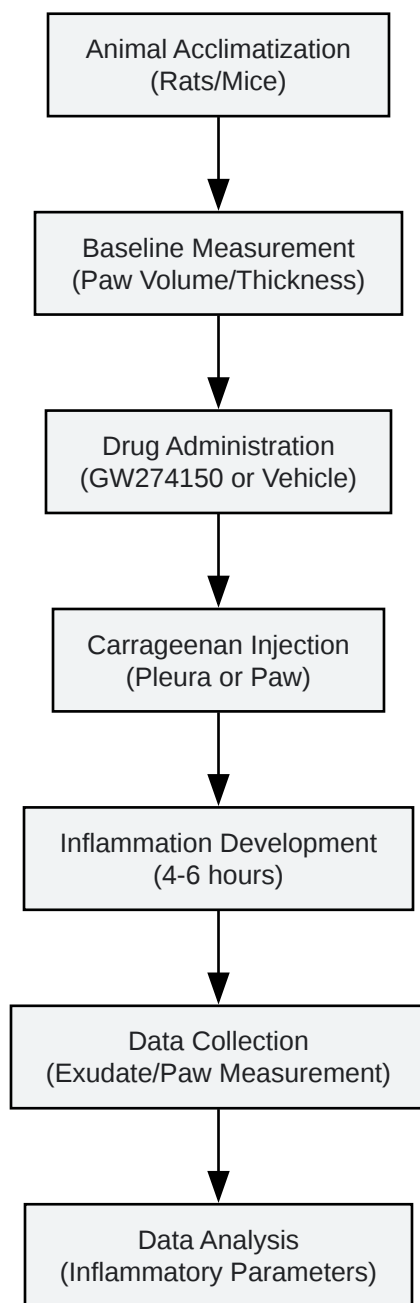 Animal Acclimatization
(Rats/Mice)
Baseline Measurement
(Paw Volume/Thickness)
Drug Administration
(GW274150 or Vehicle)
Carrageenan Injection
(Pleura or Paw)
Inflammation Development
(4-6 hours)
Data Collection
(Exudate/Paw Measurement)
Data Analysis
(Inflammatory Parameters)